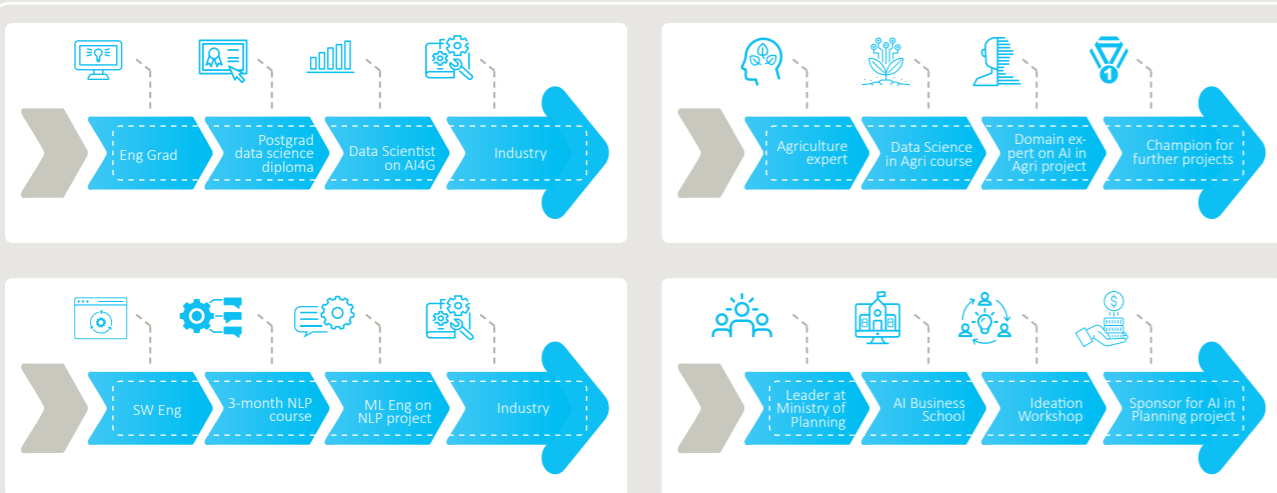 Eng Grad
Postgrad
data science
diploma
Data Scientist
on AI4G
Industry
Agriculture
expert
Data Science
in Agri course
Domain ex-
pert on AI in
Agri project
Champion for
further projects
1
SW Eng
3-month NLP
course
ML Eng on
NLP project
Industry
Leader at
Ministry of
Planning
AI Business
School
Ideation
Workshop
Sponsor for AI in
Planning project
$